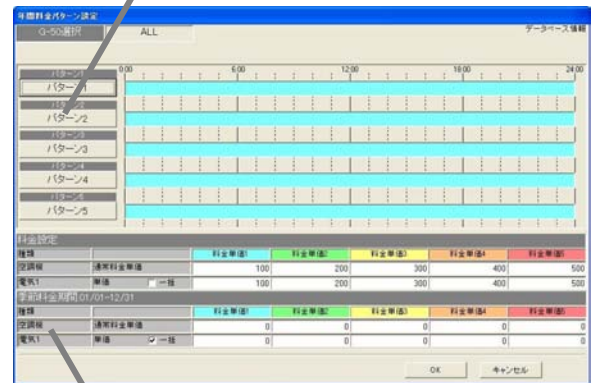 年間料金パターン設定
G-50選択 ALL データベース情報
0:00 6:00 12:00 18:00 24:00
パターン1
パターン1
パターン2
パターン2
パターン3
パターン3
パターン4
パターン4
パターン5
パターン5
料金設定
種類 料金単価1 料金単価2 料金単価3 料金単価4 料金単価5
空調機 通常料金単価 100 200 300 400 500
電気1 単価 一括 100 200 300 400 500
季節料金期間 01/01-12/31
種類 料金単価1 料金単価2 料金単価3 料金単価4 料金単価5
空調機 通常料金単価 0 0 0 0 0
電気1 単価 一括 0 0 0 0 0
OK キャンセル